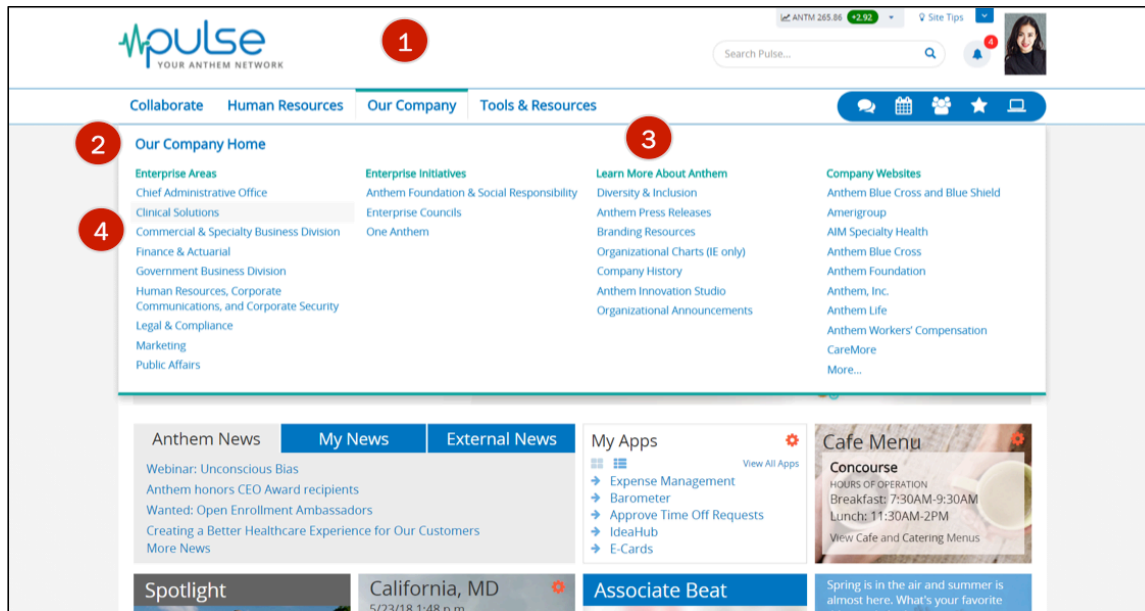 ANTM 265.86 +2.92
Site Tips
pulse
YOUR ANTHEM NETWORK
1
Search Pulse...
4
Collaborate Human Resources Our Company Tools & Resources
2
Our Company Home
3
Enterprise Areas
Chief Administrative Office
Clinical Solutions
4
Commercial & Specialty Business Division
Finance & Actuarial
Government Business Division
Human Resources, Corporate
Communications, and Corporate Security
Legal & Compliance
Marketing
Public Affairs
Enterprise Initiatives
Anthem Foundation & Social Responsibility
Enterprise Councils
One Anthem
Learn More About Anthem
Diversity & Inclusion
Anthem Press Releases
Branding Resources
Organizational Charts (IE only)
Company History
Anthem Innovation Studio
Organizational Announcements
Company Websites
Anthem Blue Cross and Blue Shield
Amerigroup
AIM Specialty Health
Anthem Blue Cross
Anthem Foundation
Anthem, Inc.
Anthem Life
Anthem Workers' Compensation
CareMore
More...
Anthem News My News External News
Webinar: Unconscious Bias
Anthem honors CEO Award recipients
Wanted: Open Enrollment Ambassadors
Creating a Better Healthcare Experience for Our Customers
More News
My Apps
View All Apps
Expense Management
Barometer
Approve Time Off Requests
IdeaHub
E-Cards
Cafe Menu
Concourse
HOURS OF OPERATION
Breakfast: 7:30AM-9:30AM
Lunch: 11:30AM-2PM
View Cafe and Catering Menus
Spotlight
California, MD
5/23/18 1:48 p.m.
Associate Beat
Spring is in the air and summer is
almost here. What's your favorite